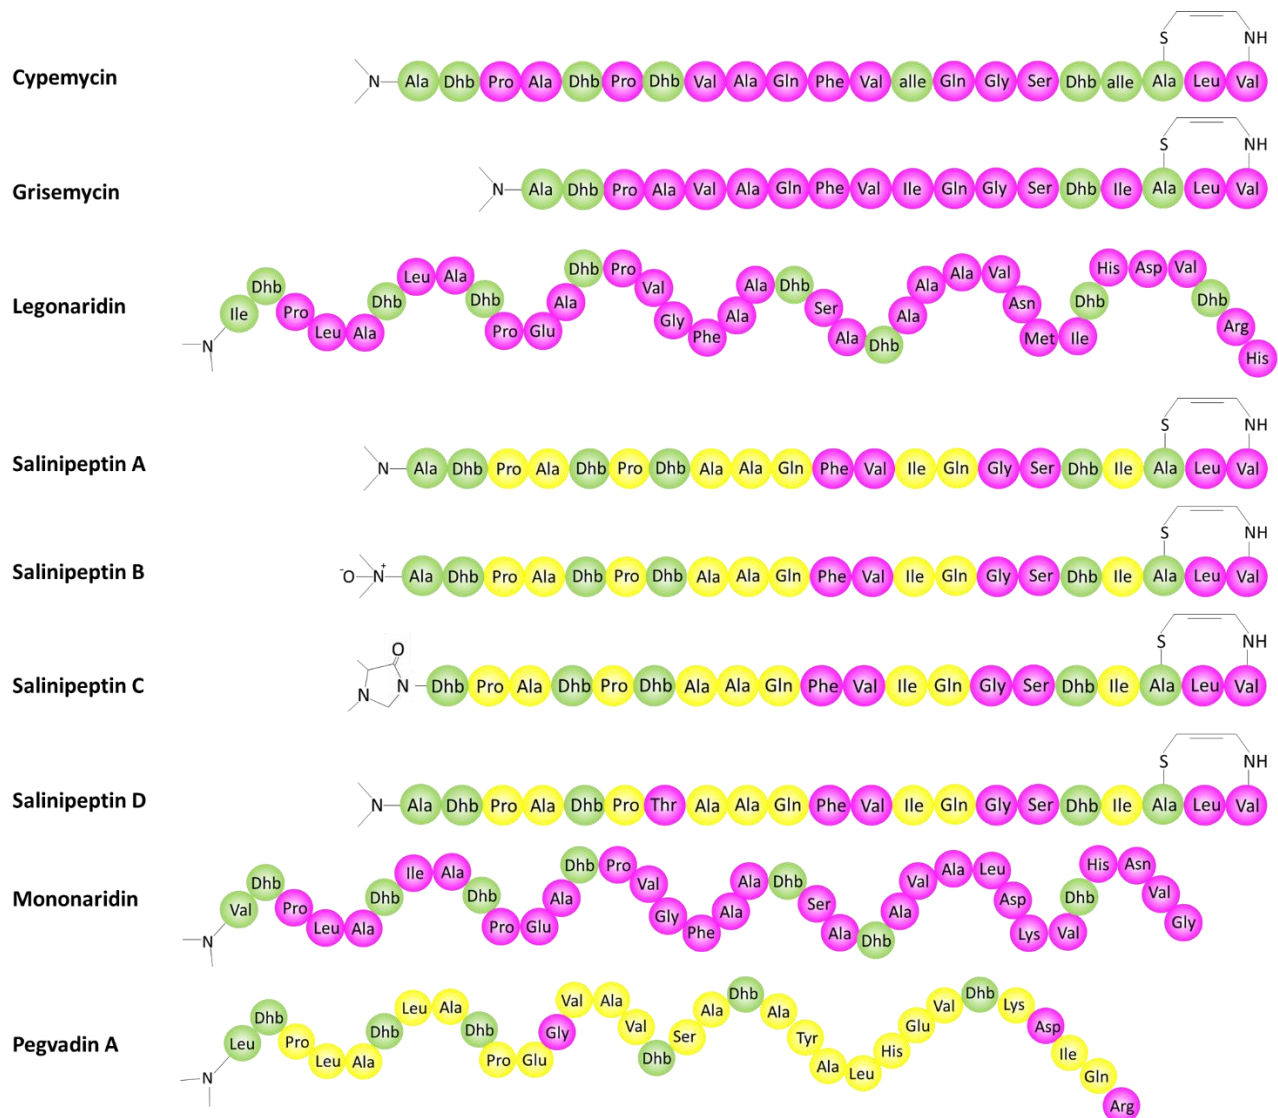 S NH
Cypemycin N Ala Dhb Pro Ala Dhb Pro Dhb Val Ala Gln Phe Val alle Gln Gly Ser Dhb alle Ala Leu Val
S NH
Grisemycin N Ala Dhb Pro Ala Val Ala Gln Phe Val Ile Gln Gly Ser Dhb Ile Ala Leu Val
Legonaridin N Ile Dhb Pro Leu Ala Dhb Leu Ala Dhb Pro Glu Ala Dhb Pro Val Gly Phe Ala Ala Dhb Ser Ala Dhb Ala Ala Ala Val Asn Met Ile Dhb His Asp Val Dhb Arg His
S NH
Salinipeptin A N Ala Dhb Pro Ala Dhb Pro Dhb Ala Ala Gln Phe Val Ile Gln Gly Ser Dhb Ile Ala Leu Val
S NH
Salinipeptin B ⁻O N⁺ Ala Dhb Pro Ala Dhb Pro Dhb Ala Ala Gln Phe Val Ile Gln Gly Ser Dhb Ile Ala Leu Val
O S NH
Salinipeptin C N N Dhb Pro Ala Dhb Pro Dhb Ala Ala Gln Phe Val Ile Gln Gly Ser Dhb Ile Ala Leu Val
S NH
Salinipeptin D N Ala Dhb Pro Ala Dhb Pro Thr Ala Ala Gln Phe Val Ile Gln Gly Ser Dhb Ile Ala Leu Val
Mononaridin N Val Dhb Pro Leu Ala Dhb Ile Ala Dhb Pro Glu Ala Dhb Pro Val Gly Phe Ala Ala Dhb Ser Ala Dhb Ala Val Ala Leu Asp Lys Val Dhb His Asn Val Gly
Pegvadin A N Leu Dhb Pro Leu Ala Dhb Leu Ala Dhb Pro Glu Gly Val Ala Val Dhb Ser Ala Dhb Ala Tyr Ala Leu His Glu Val Dhb Lys Asp Ile Gln Arg